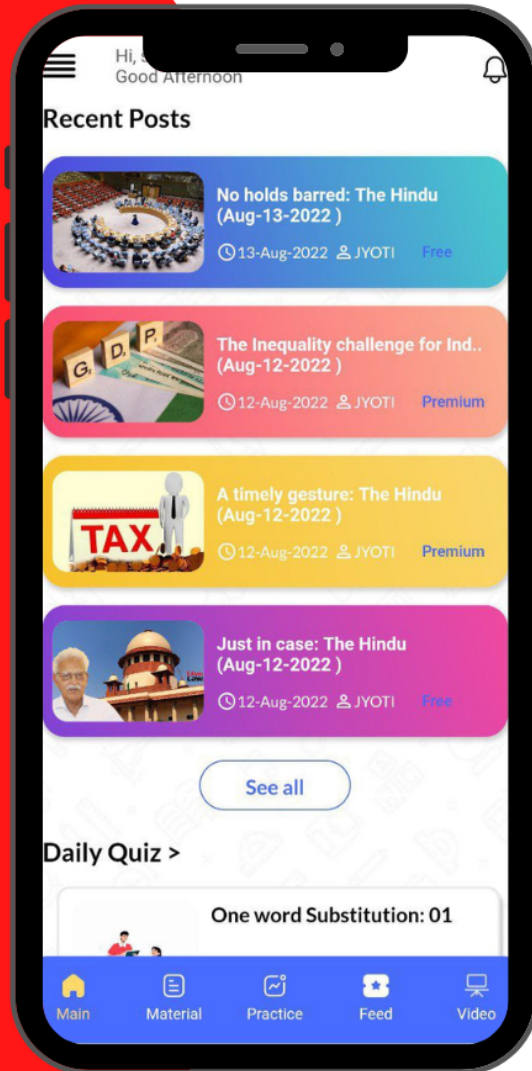 Hi,
Good Afternoon
Recent Posts
No holds barred: The Hindu
(Aug-13-2022 )
13-Aug-2022 JYOTI Free
G D P
The Inequality challenge for Ind..
(Aug-12-2022 )
12-Aug-2022 JYOTI Premium
TAX
A timely gesture: The Hindu
(Aug-12-2022 )
12-Aug-2022 JYOTI Premium
Just in case: The Hindu
(Aug-12-2022 )
12-Aug-2022 JYOTI Free
See all
Daily Quiz >
One word Substitution: 01
Main Material Practice Feed Video